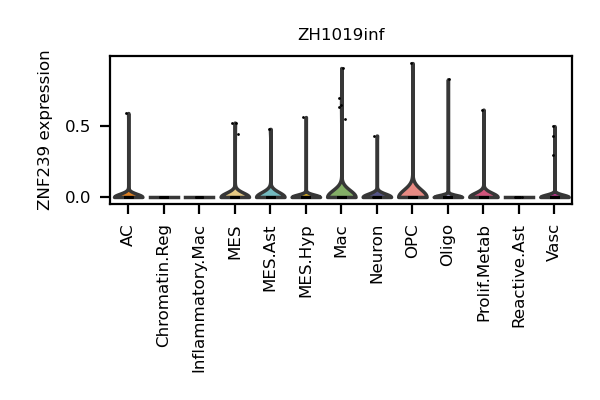 ZH1019inf
ZNF239 expression
0.5
0.0
AC
Chromatin.Reg
Inflammatory.Mac
MES
MES.Ast
MES.Hyp
Mac
Neuron
OPC
Oligo
Prolif.Metab
Reactive.Ast
Vasc